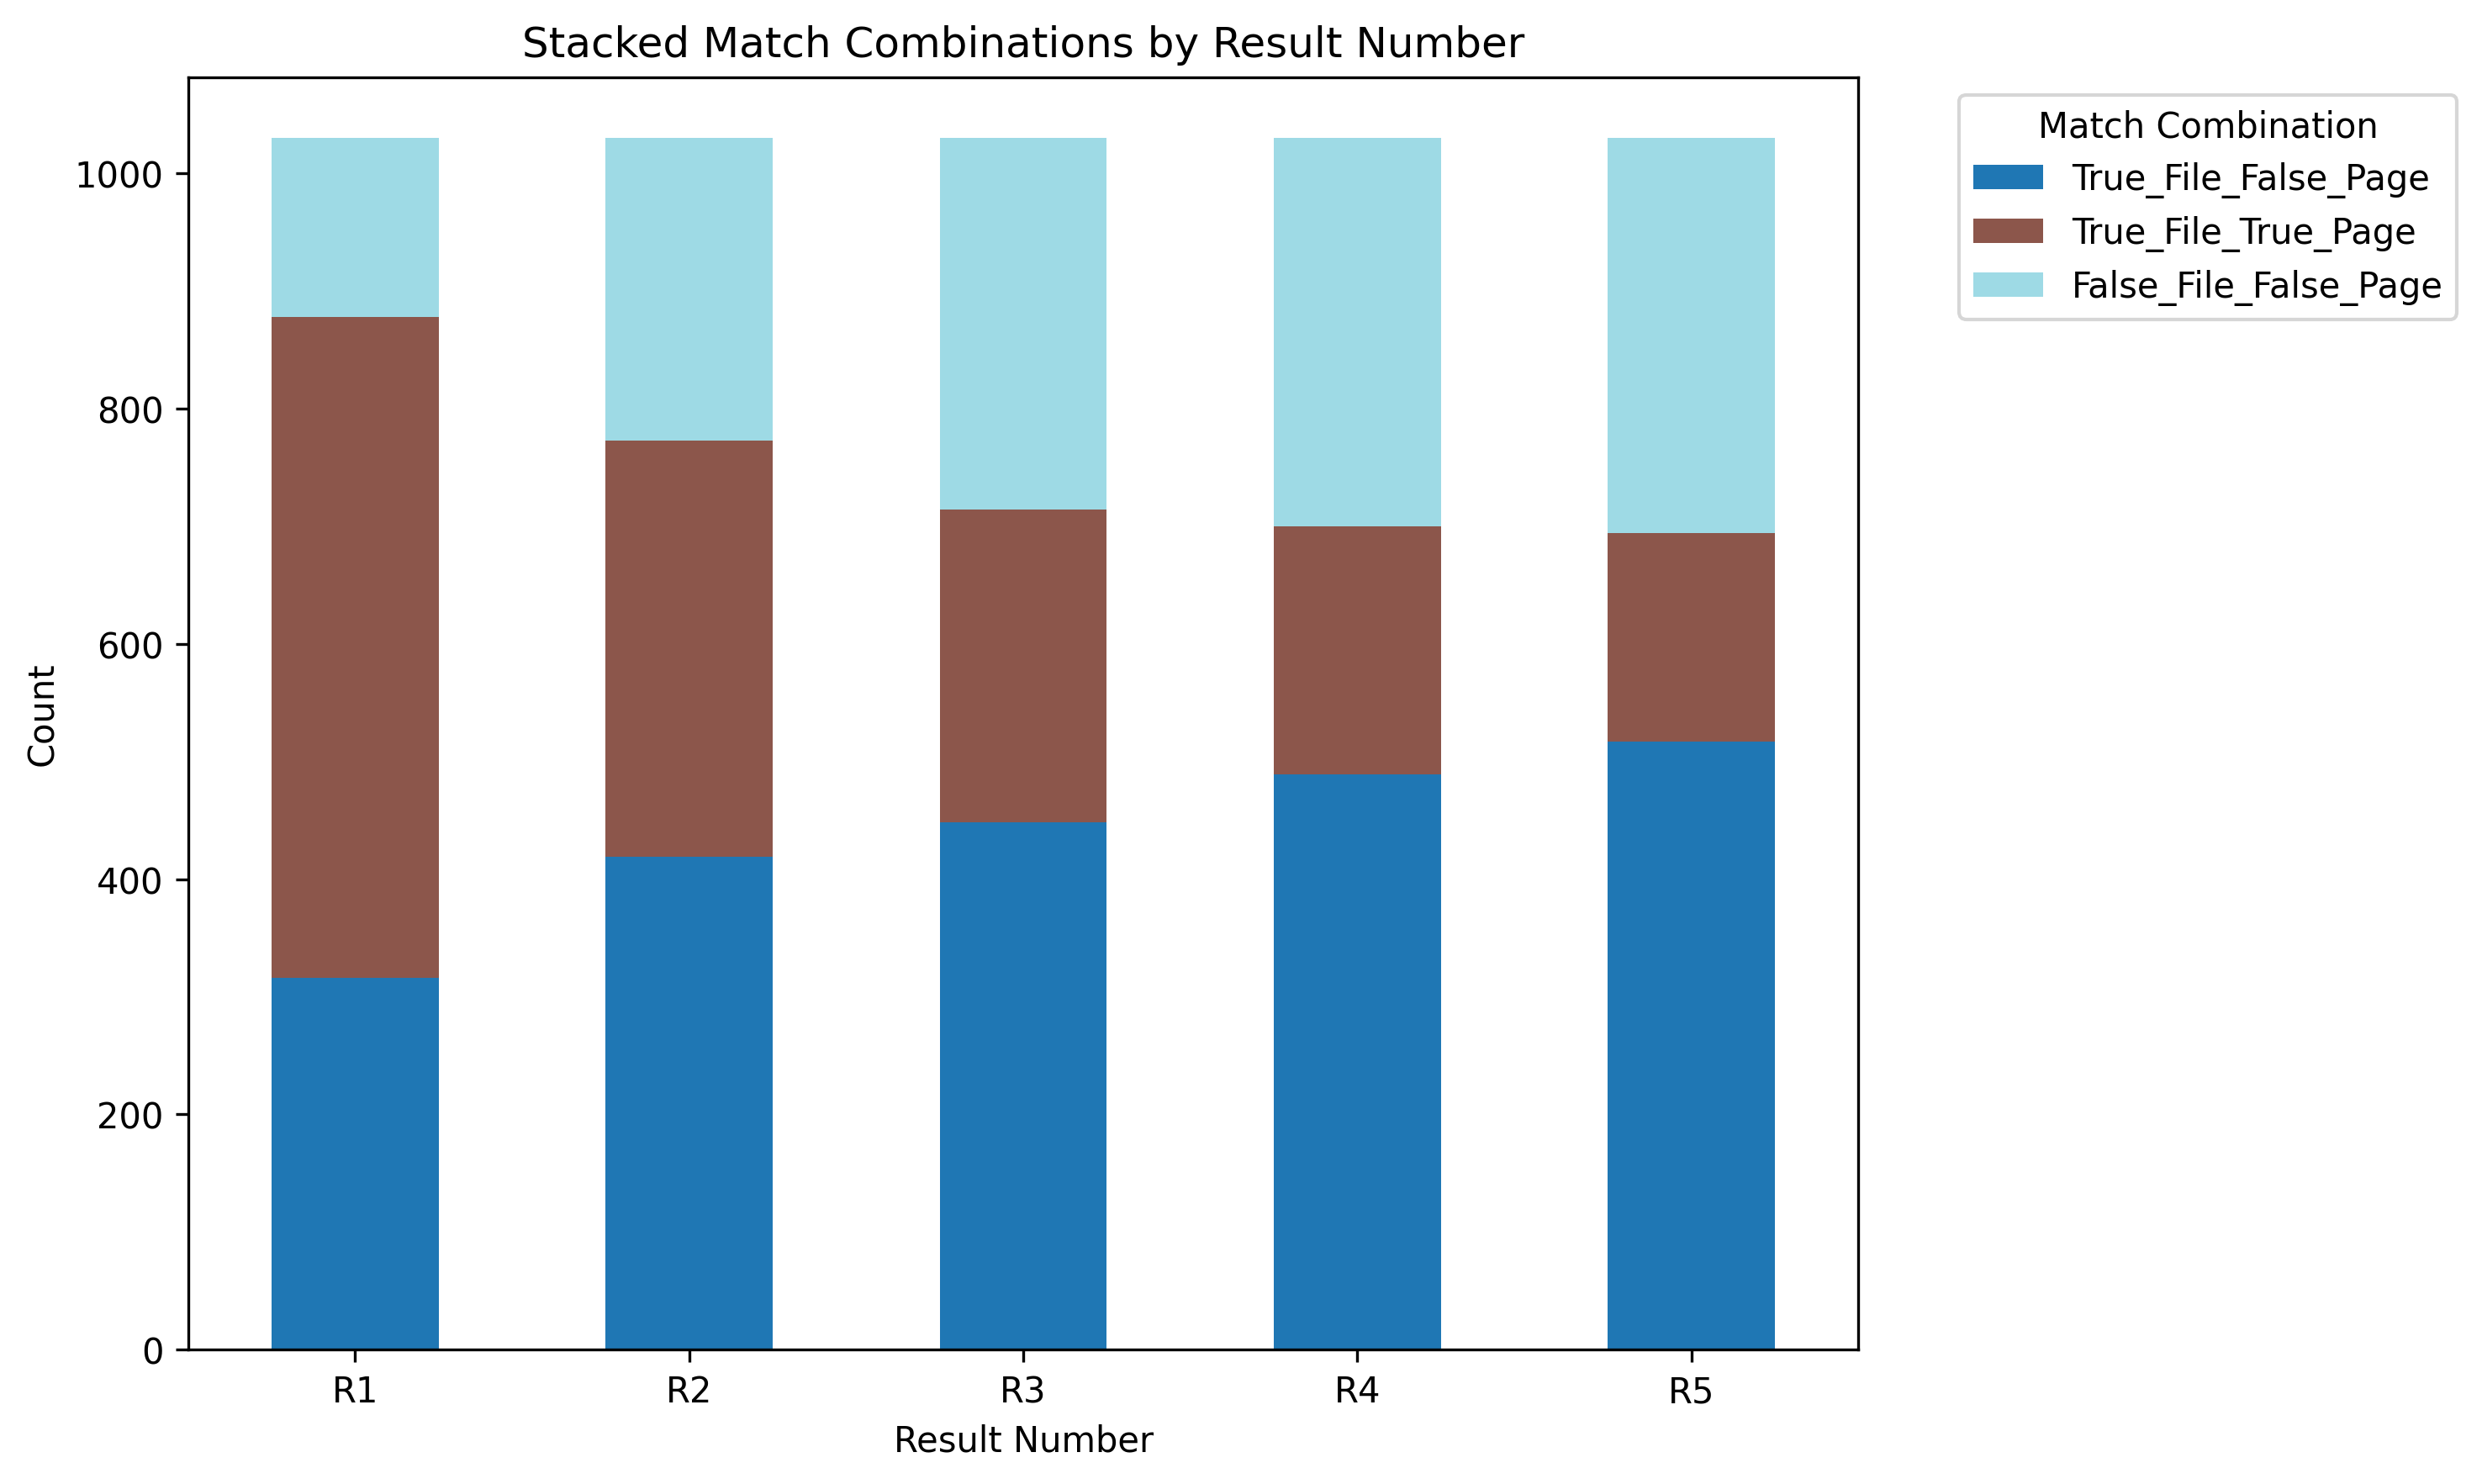 Stacked Match Combinations by Result Number
Match Combination
True_File_False_Page
True_File_True_Page
False_File_False_Page
Count
1000
800
600
400
200
0
R1 R2 R3 R4 R5
Result Number